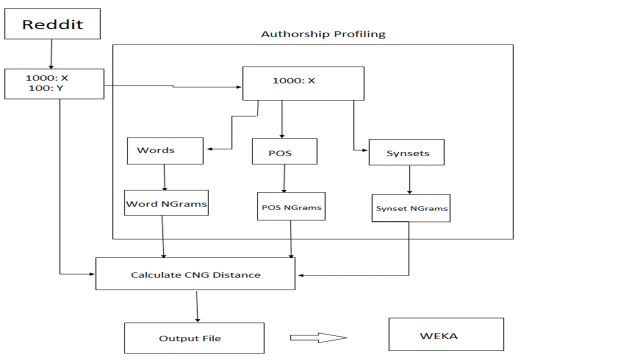 Reddit
Authorship Profiling
1000: X
100: Y
1000: X
Words
POS
Synsets
Word NGrams
POS NGrams
Synset NGrams
Calculate CNG Distance
Output File
WEKA